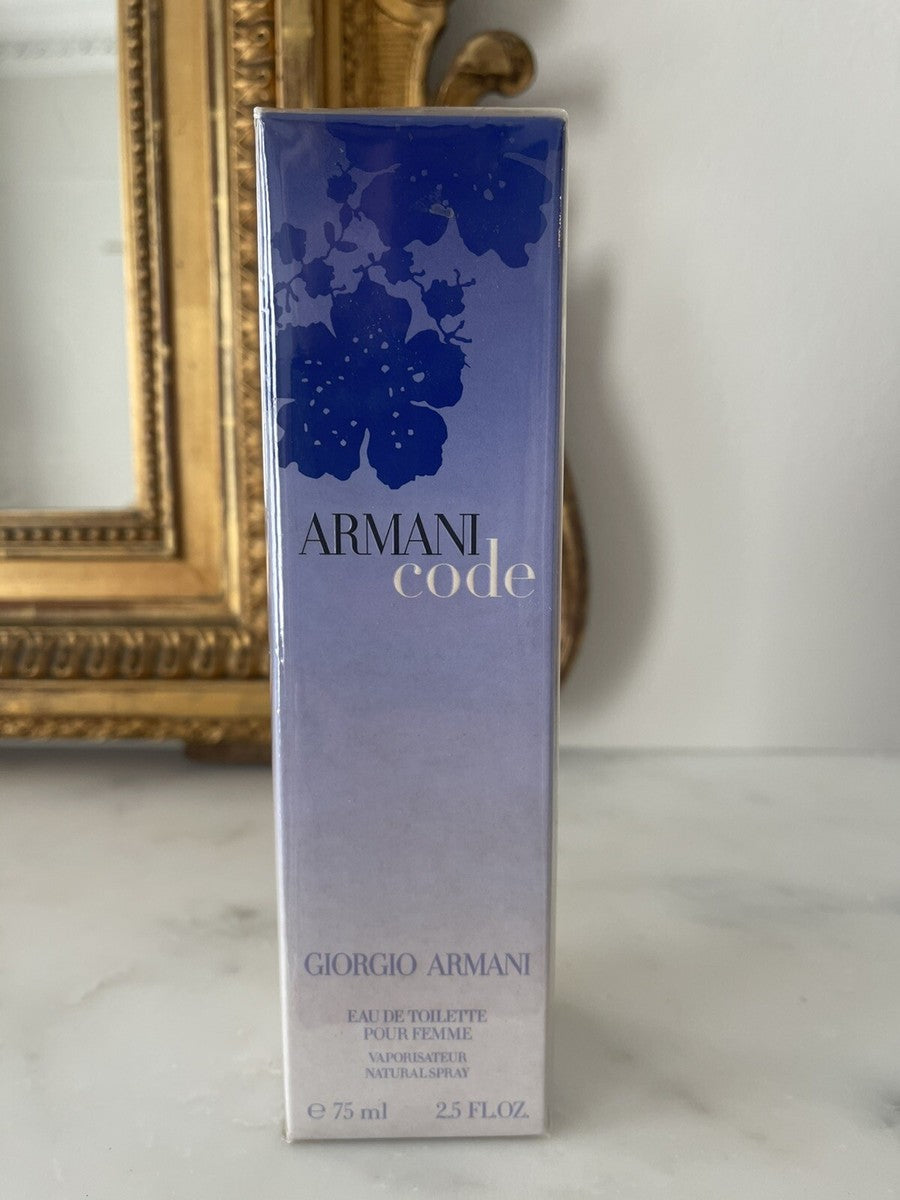 ARMANI
code
GIORGIO ARMANI
EAU DE TOILETTE
POUR FEMME
VAPORISATEUR
NATURAL SPRAY
℮ 75 ml 2.5 FL.OZ.